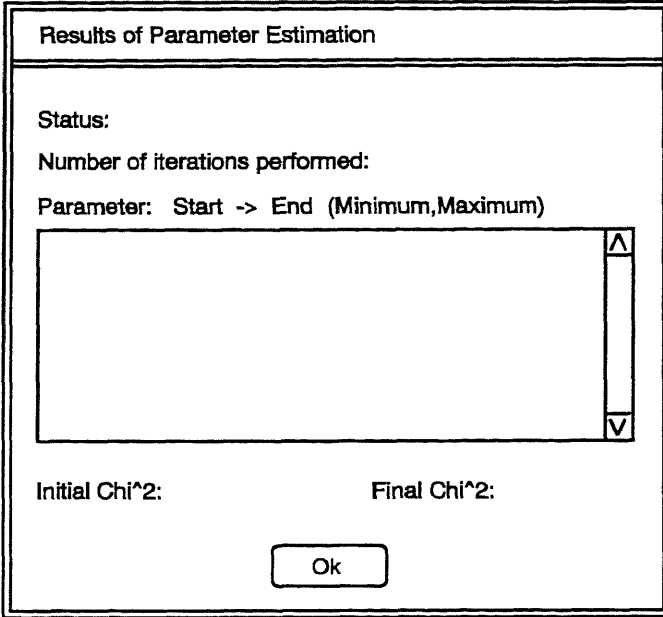 Results of Parameter Estimation
Status:
Number of iterations performed:
Parameter: Start -> End (Minimum,Maximum)
Initial Chi^2: Final Chi^2:
Ok